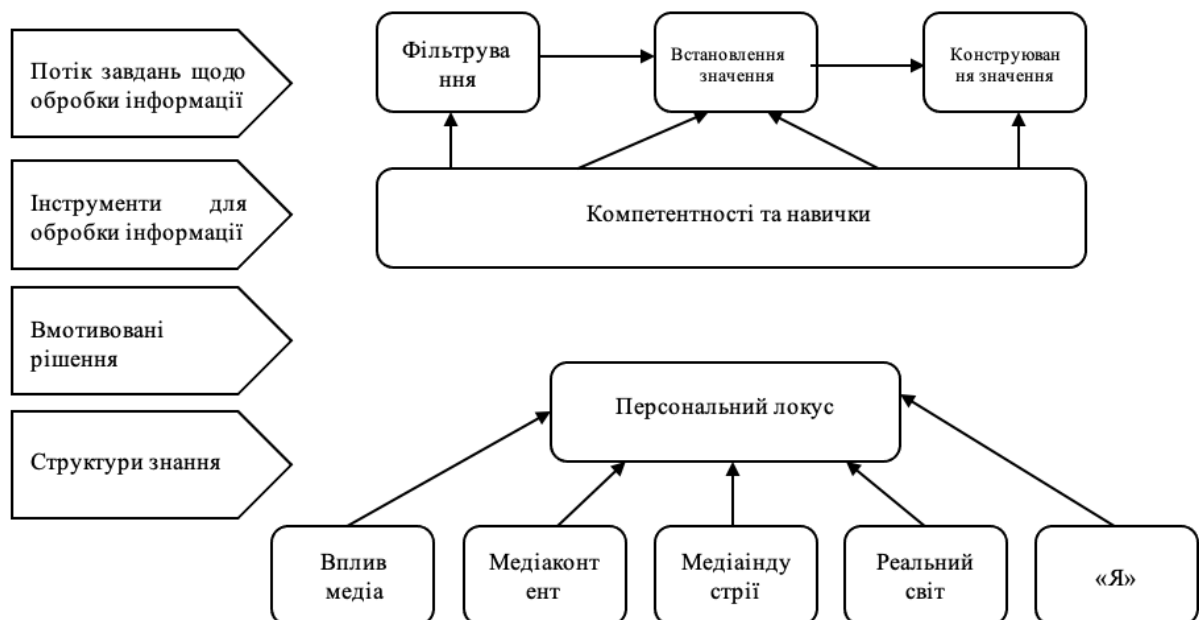 Потік завдань щодо
обробки інформації
Фільтрува
ння
Встановлення
значення
Конструюван
ня значення
Інструменти для
обробки інформації
Компетентності та навички
Вмотивовані
рішення
Персональний локус
Структури знання
Вплив
медіа
Медіаконт
ент
Медіаінду
стрії
Реальний
світ
«Я»